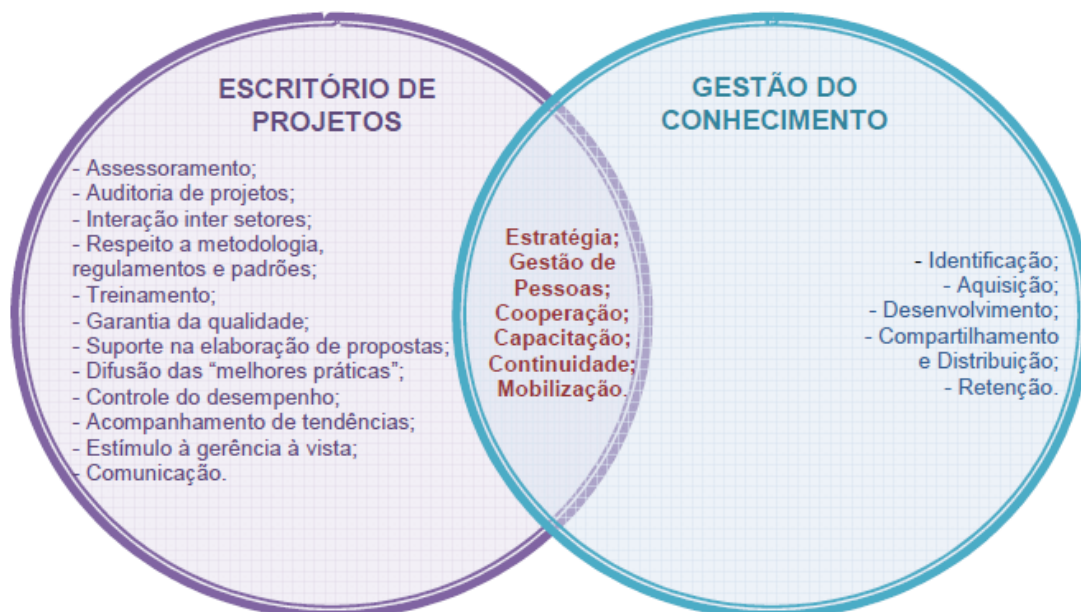 ESCRITÓRIO DE
PROJETOS
- Assessoramento;
- Auditoria de projetos;
- Interação inter setores;
- Respeito a metodologia,
regulamentos e padrões;
- Treinamento;
- Garantia da qualidade;
- Suporte na elaboração de propostas;
- Difusão das “melhores práticas”;
- Controle do desempenho;
- Acompanhamento de tendências;
- Estímulo à gerência à vista;
- Comunicação.
Estratégia;
Gestão de
Pessoas;
Cooperação;
Capacitação;
Continuidade;
Mobilização.
GESTÃO DO
CONHECIMENTO
- Identificação;
- Aquisição;
- Desenvolvimento;
- Compartilhamento
e Distribuição;
- Retenção.